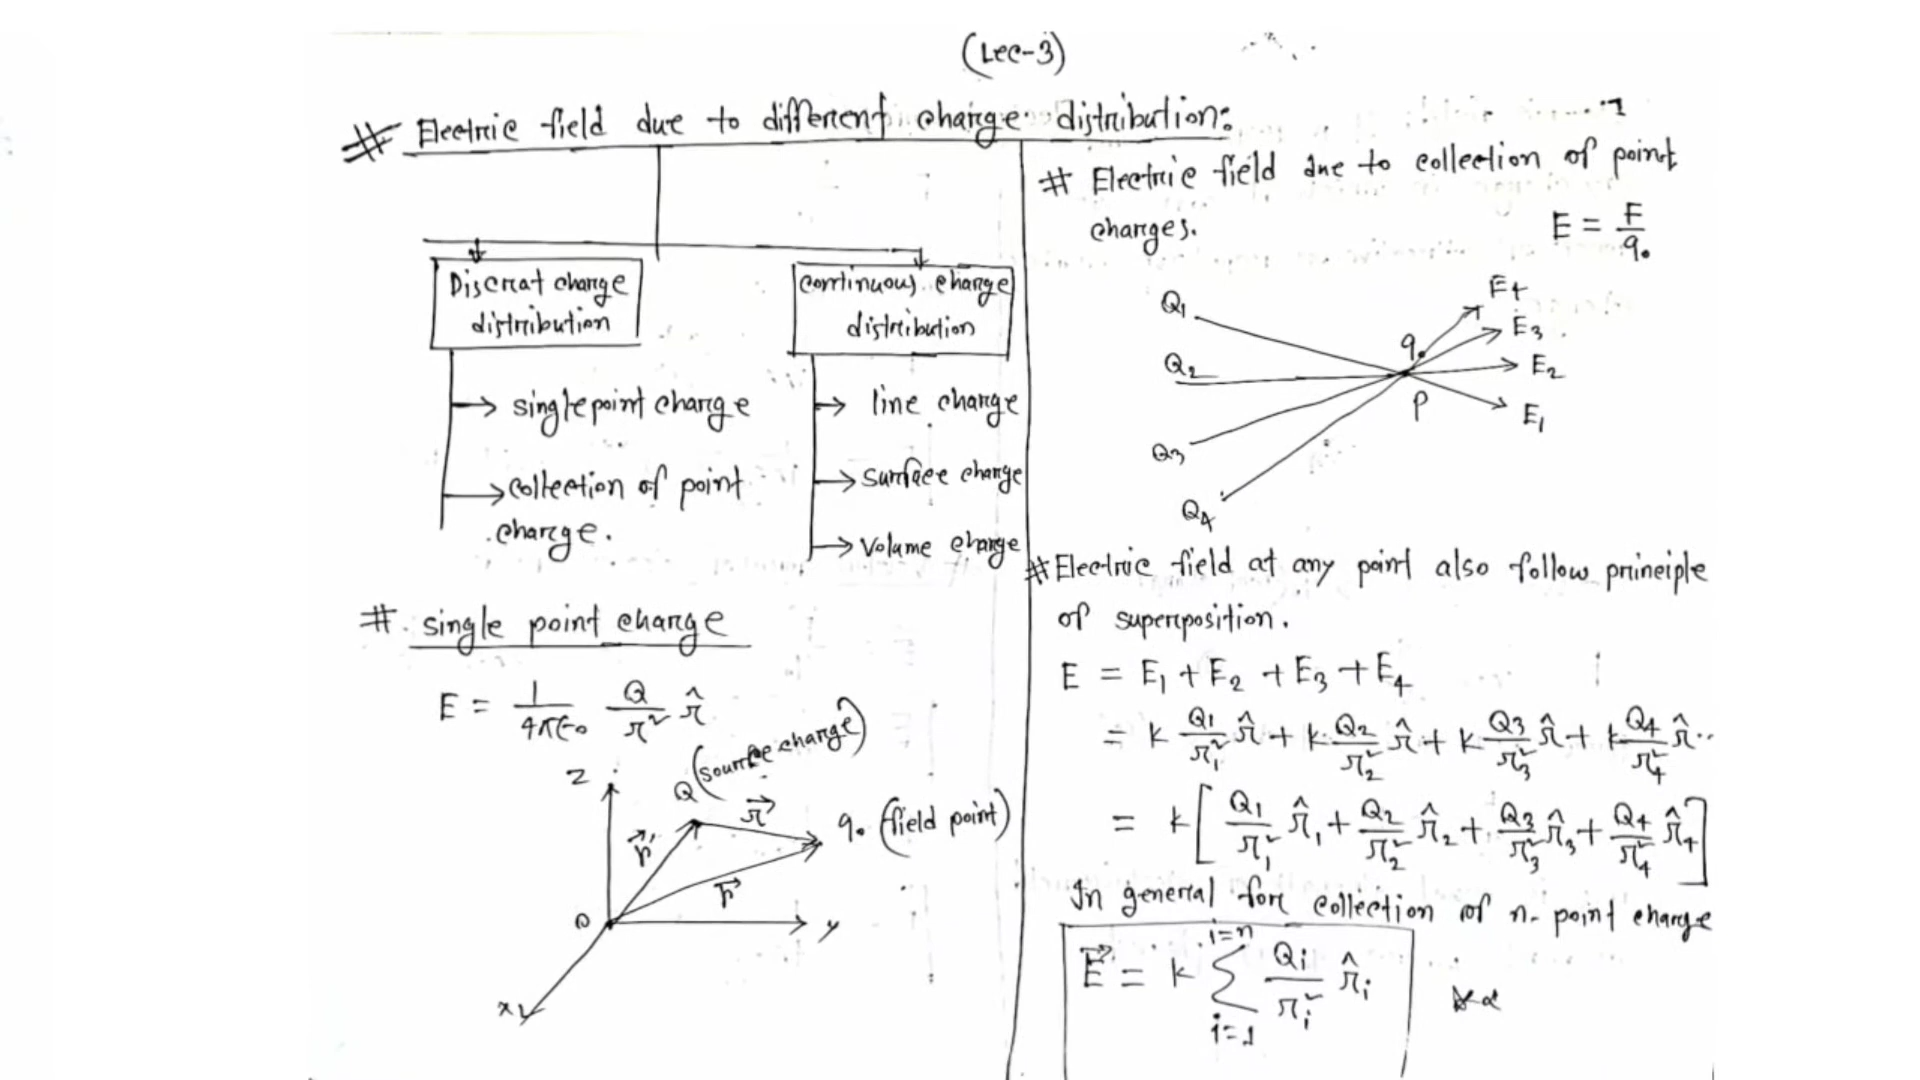 (Lec-3)
# Electric field due to different charge distribution:
Discrat charge
distribution
continuous charge
distribution
→ single point charge
→ collection of point
charge.
→ line charge
→ surface charge
→ Volume charge
# single point charge
E = 1/4πϵ₀ Q/r² r̂
Z
Q (source charge)
r⃗
q₀ (field point)
r⃗'
r⃗
O
y
x
# Electric field due to collection of point
charges.
E = F/q₀
Q₁
Q₂
Q₃
Q₄
q₀
P
E₄
E₃
E₂
E₁
# Electric field at any point also follow principle
of superposition.
E = E₁ + E₂ + E₃ + E₄
= k Q₁/r₁² r̂ + k Q₂/r₂² r̂ + k Q₃/r₃² r̂ + k Q₄/r₄² r̂ ..
= k [ Q₁/r₁² r̂₁ + Q₂/r₂² r̂₂ + Q₃/r₃² r̂₃ + Q₄/r₄² r̂₄ ]
In general for collection of n- point charge
i=n
E⃗ = k ∑ Qᵢ/rᵢ² r̂ᵢ
i=1